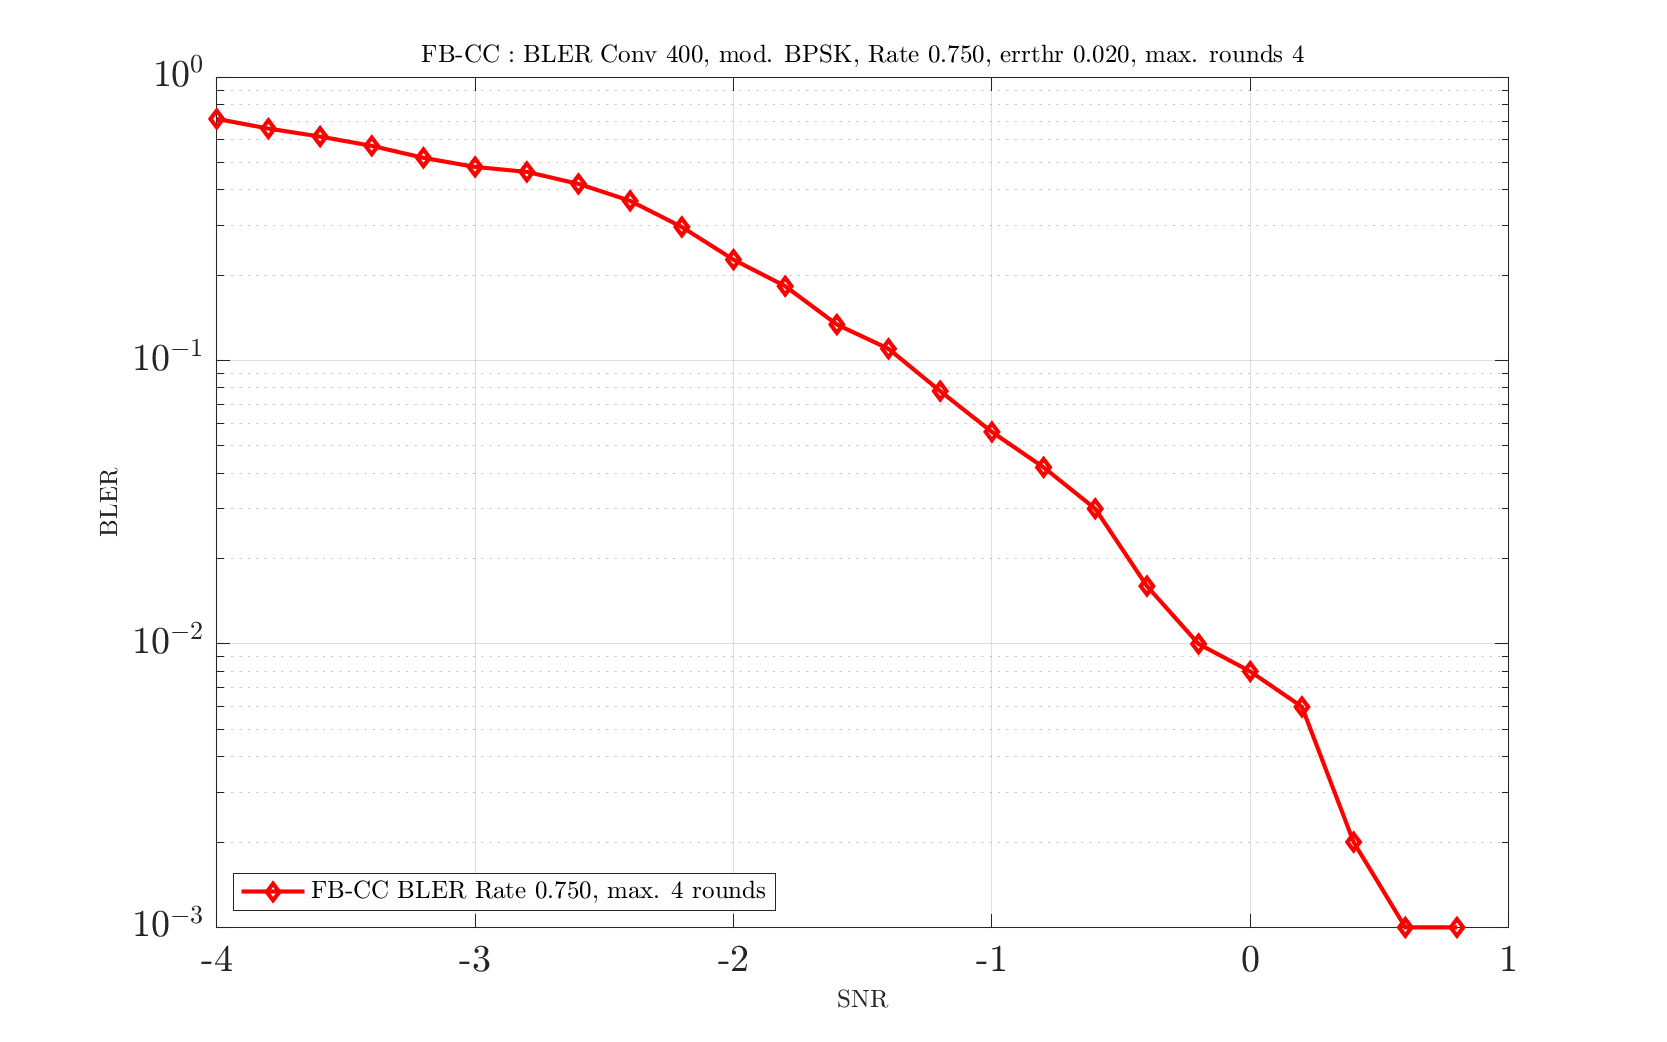 FB-CC : BLER Conv 400, mod. BPSK, Rate 0.750, errthr 0.020, max. rounds 4
10^0
10^-1
10^-2
10^-3
BLER
FB-CC BLER Rate 0.750, max. 4 rounds
-4 -3 -2 -1 0 1
SNR